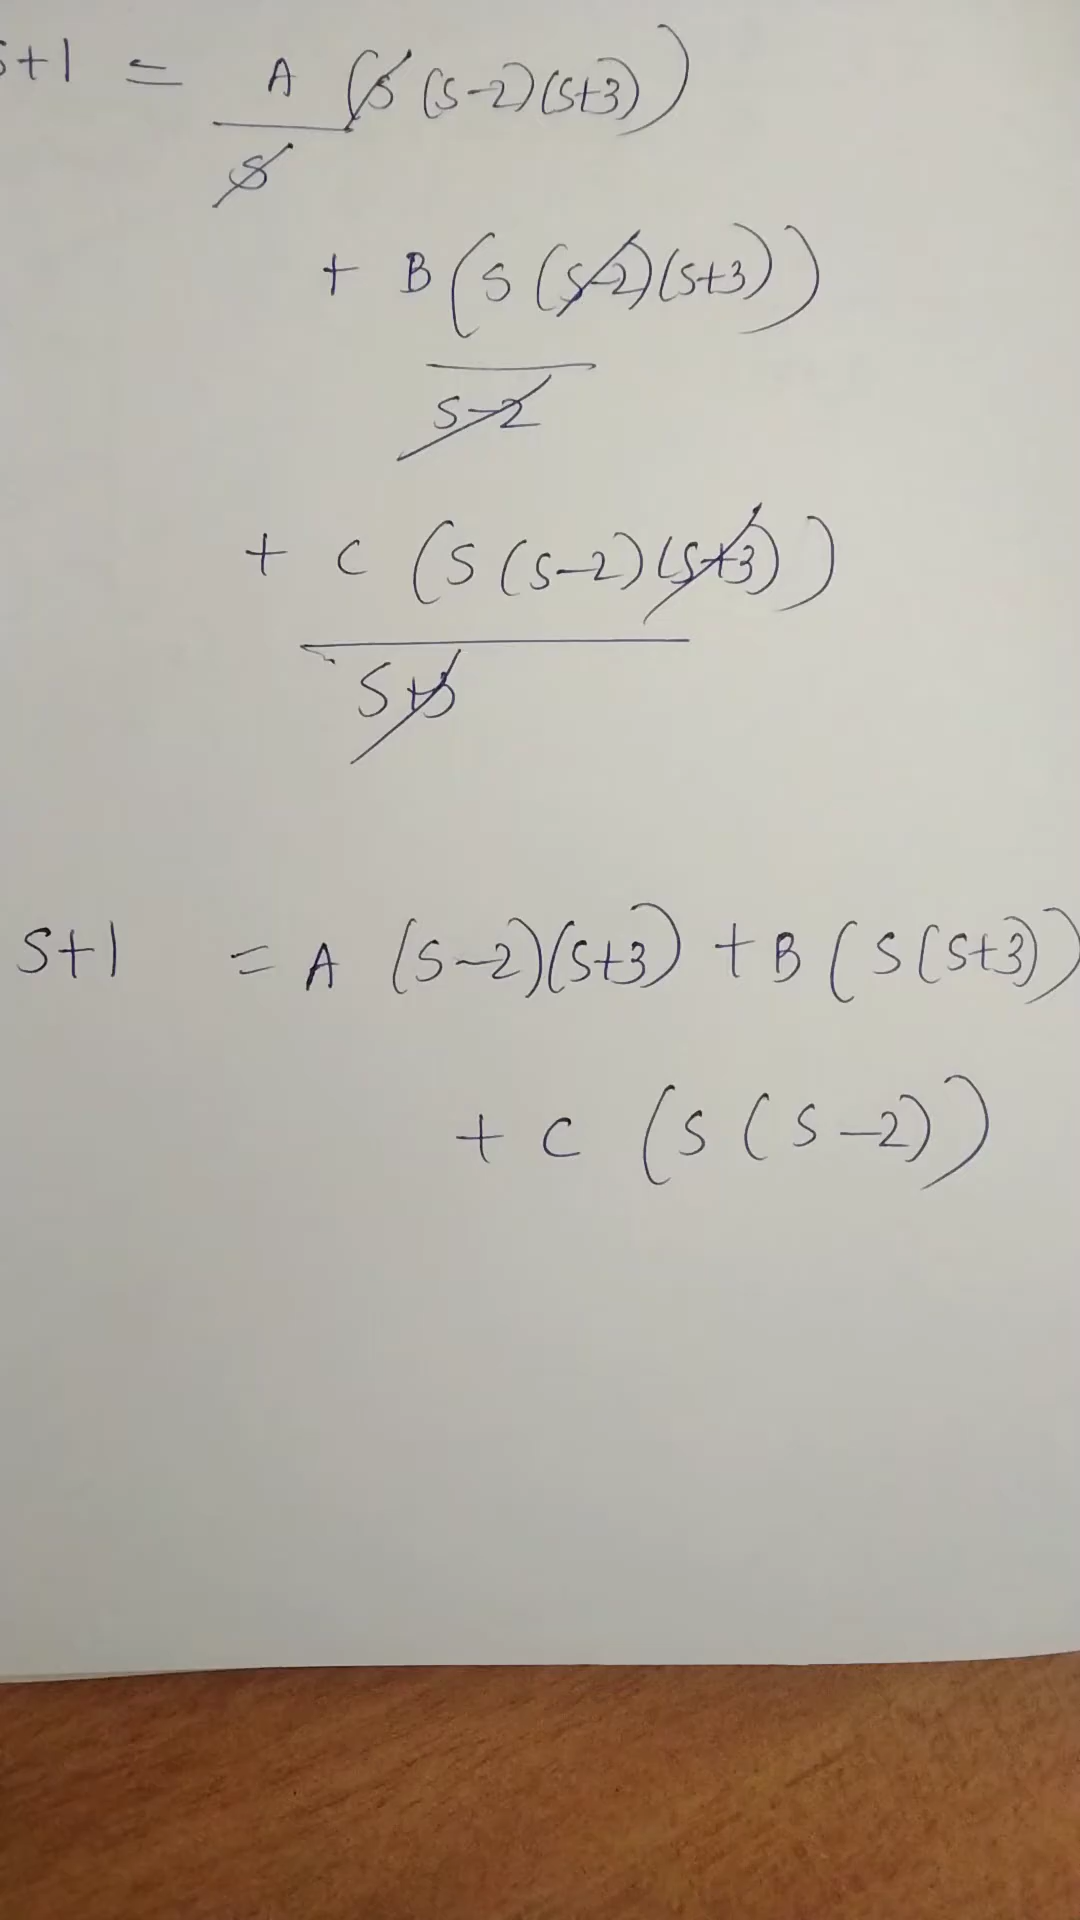 s+1 = A (s (s-2)(s+3))
s
+ B (s (s-2)(s+3))
s-2
+ C (s (s-2)(s+3))
s+3
s+1 = A (s-2)(s+3) + B (s(s+3))
+ C (s (s-2))